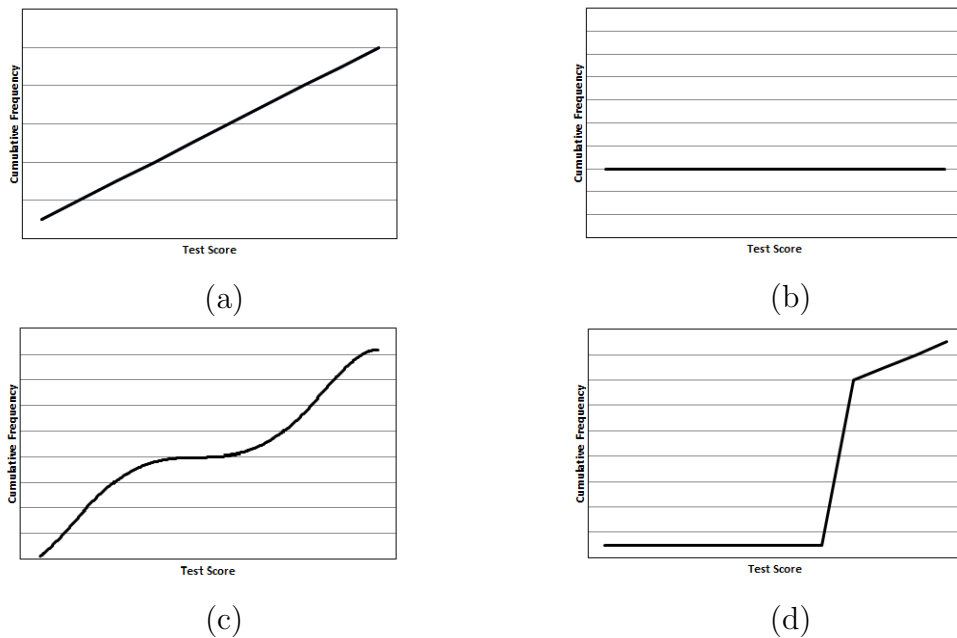 Cumulative Frequency
Test Score
(a)
Cumulative Frequency
Test Score
(b)
Cumulative Frequency
Test Score
(c)
Cumulative Frequency
Test Score
(d)